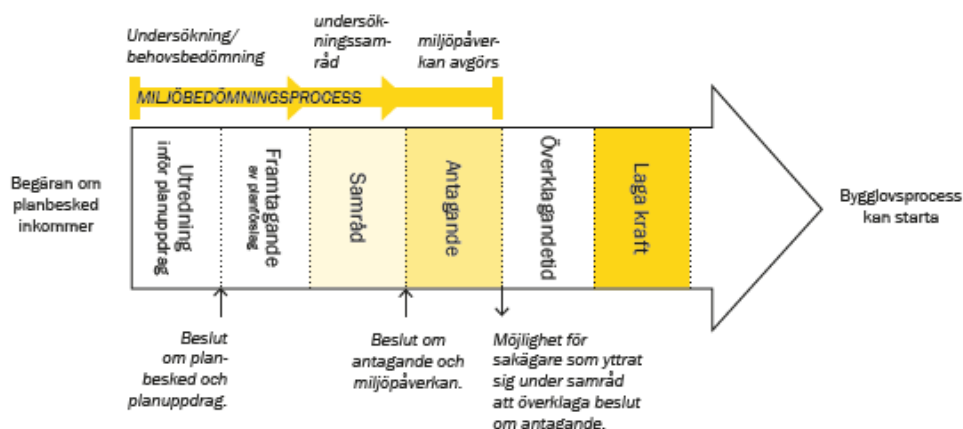 Undersökning/
behovsbedömning
undersök-
ningssam-
råd
miljöpåver-
kan avgörs
MILJÖBEDÖMNINGSPROCESS
Begäran om
planbesked
inkommer
Utredning
inför planuppdrag
Framtagande
av planförslag
Samråd
Antagande
Överklagandetid
Laga kraft
Bygglovsprocess
kan starta
Beslut
om plan-
besked och
planuppdrag.
Beslut om
antagande och
miljöpåverkan.
Möjlighet för
sakägare som yttrat
sig under samråd
att överklaga beslut
om antagande.